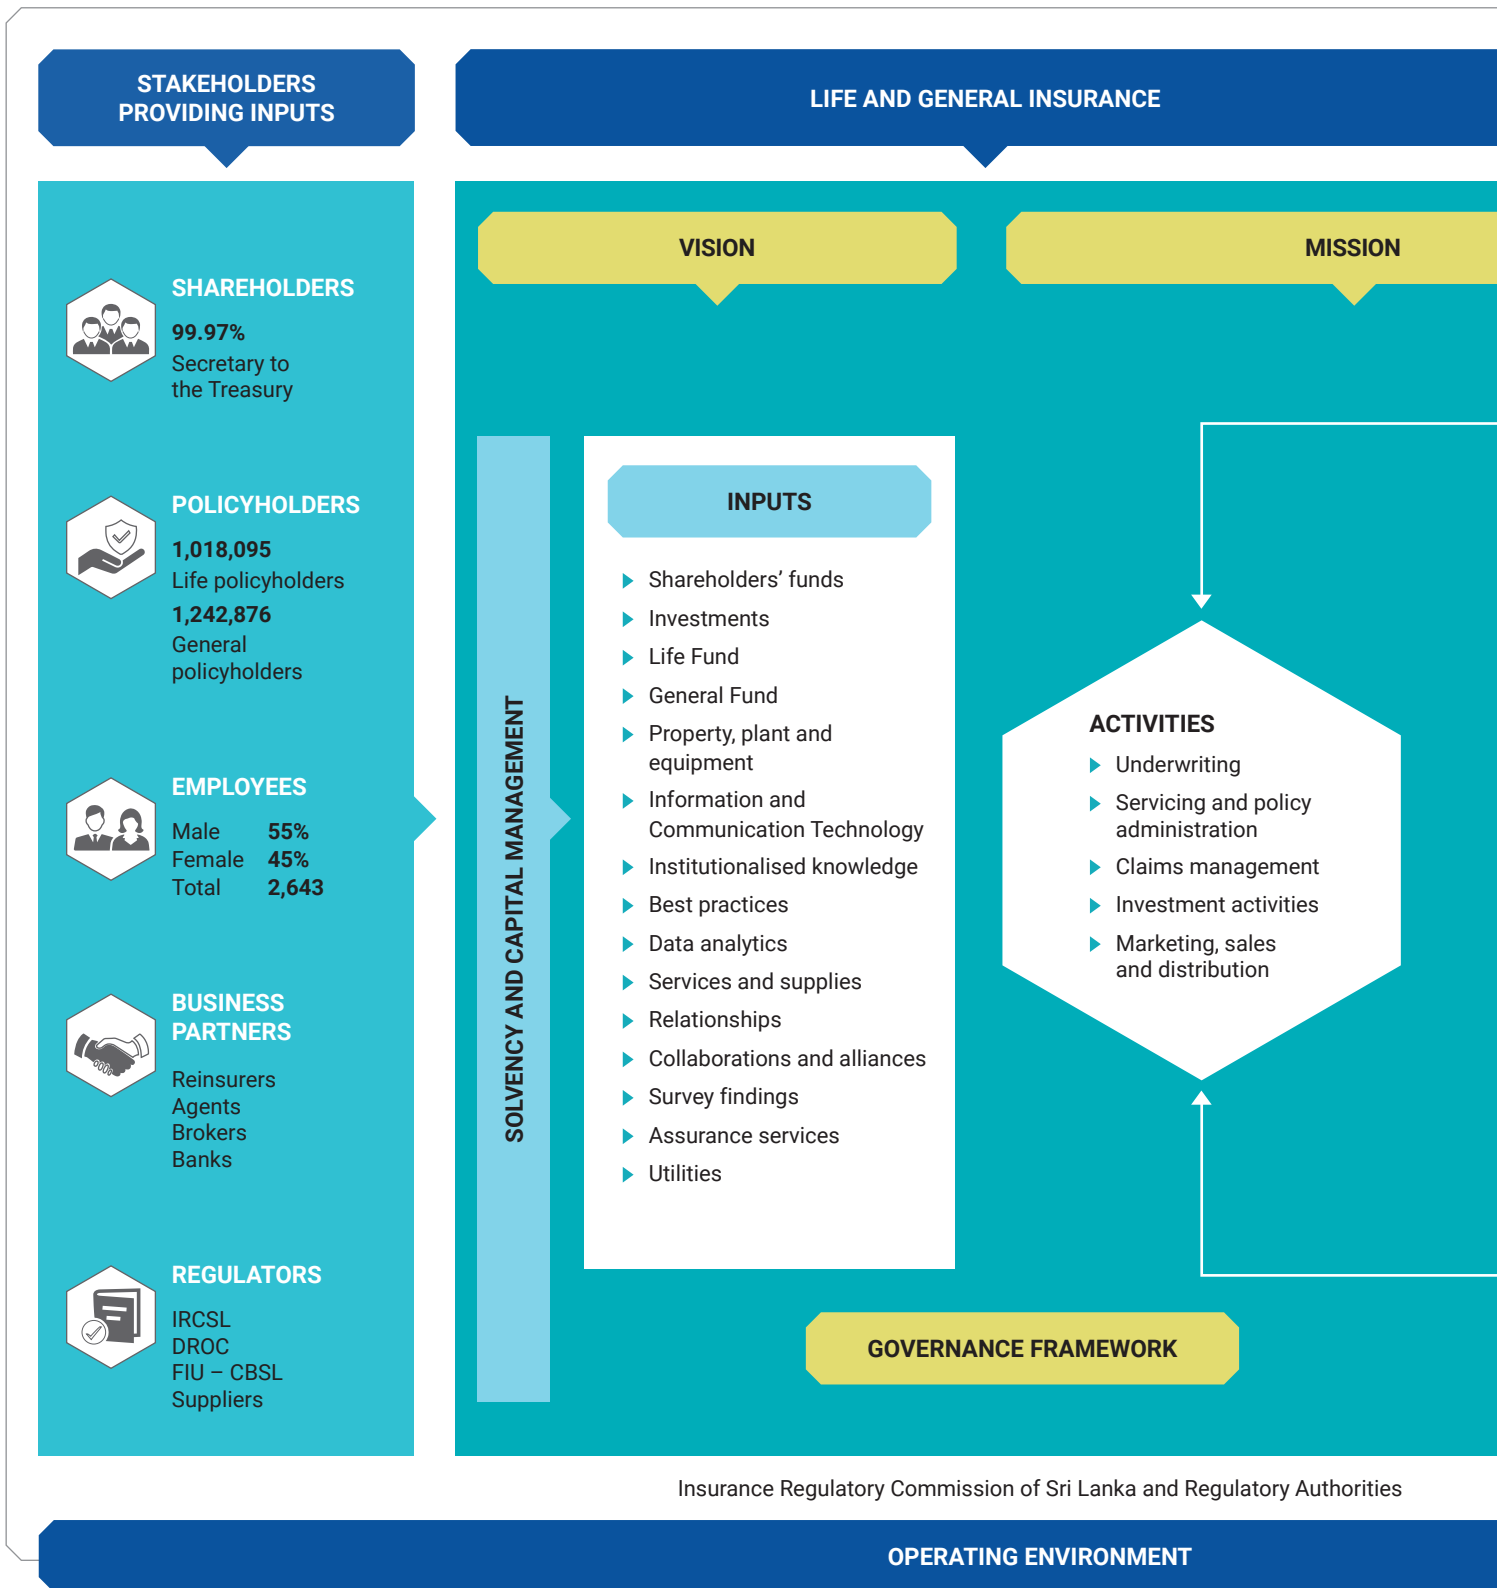 STAKEHOLDERS
PROVIDING INPUTS
SHAREHOLDERS
99.97%
Secretary to
the Treasury
POLICYHOLDERS
1,018,095
Life policyholders
1,242,876
General
policyholders
EMPLOYEES
Male 55%
Female 45%
Total 2,643
BUSINESS
PARTNERS
Reinsurers
Agents
Brokers
Banks
REGULATORS
IRCSL
DROC
FIU – CBSL
Suppliers
LIFE AND GENERAL INSURANCE
VISION
MISSION
SOLVENCY AND CAPITAL MANAGEMENT
INPUTS
Shareholders’ funds
Investments
Life Fund
General Fund
Property, plant and
equipment
Information and
Communication Technology
Institutionalised knowledge
Best practices
Data analytics
Services and supplies
Relationships
Collaborations and alliances
Survey findings
Assurance services
Utilities
ACTIVITIES
Underwriting
Servicing and policy
administration
Claims management
Investment activities
Marketing, sales
and distribution
GOVERNANCE FRAMEWORK
Insurance Regulatory Commission of Sri Lanka and Regulatory Authorities
OPERATING ENVIRONMENT